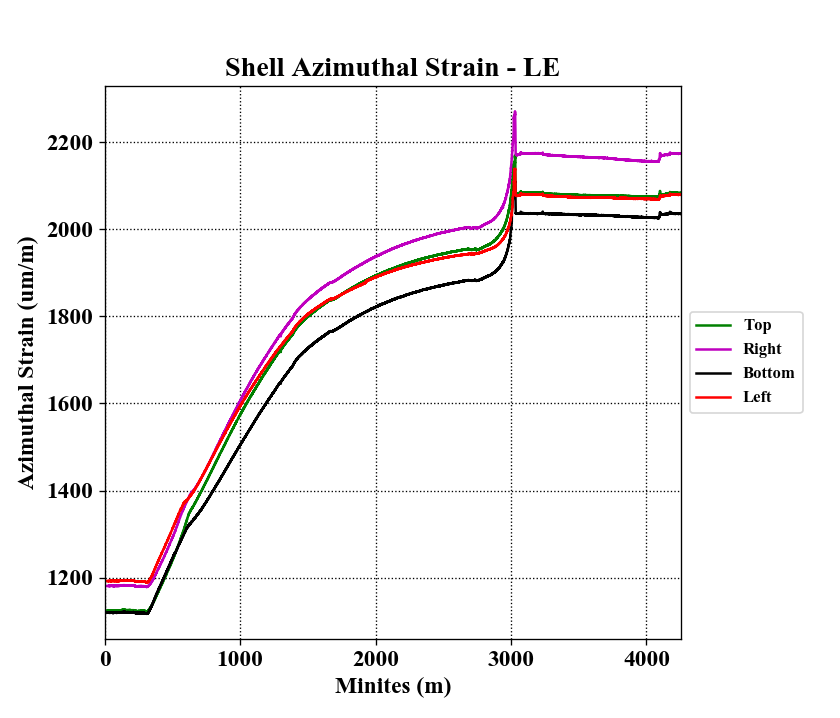 Shell Azimuthal Strain - LE
Azimuthal Strain (um/m)
2200
2000
1800
1600
1400
1200
0 1000 2000 3000 4000
Minites (m)
Top
Right
Bottom
Left